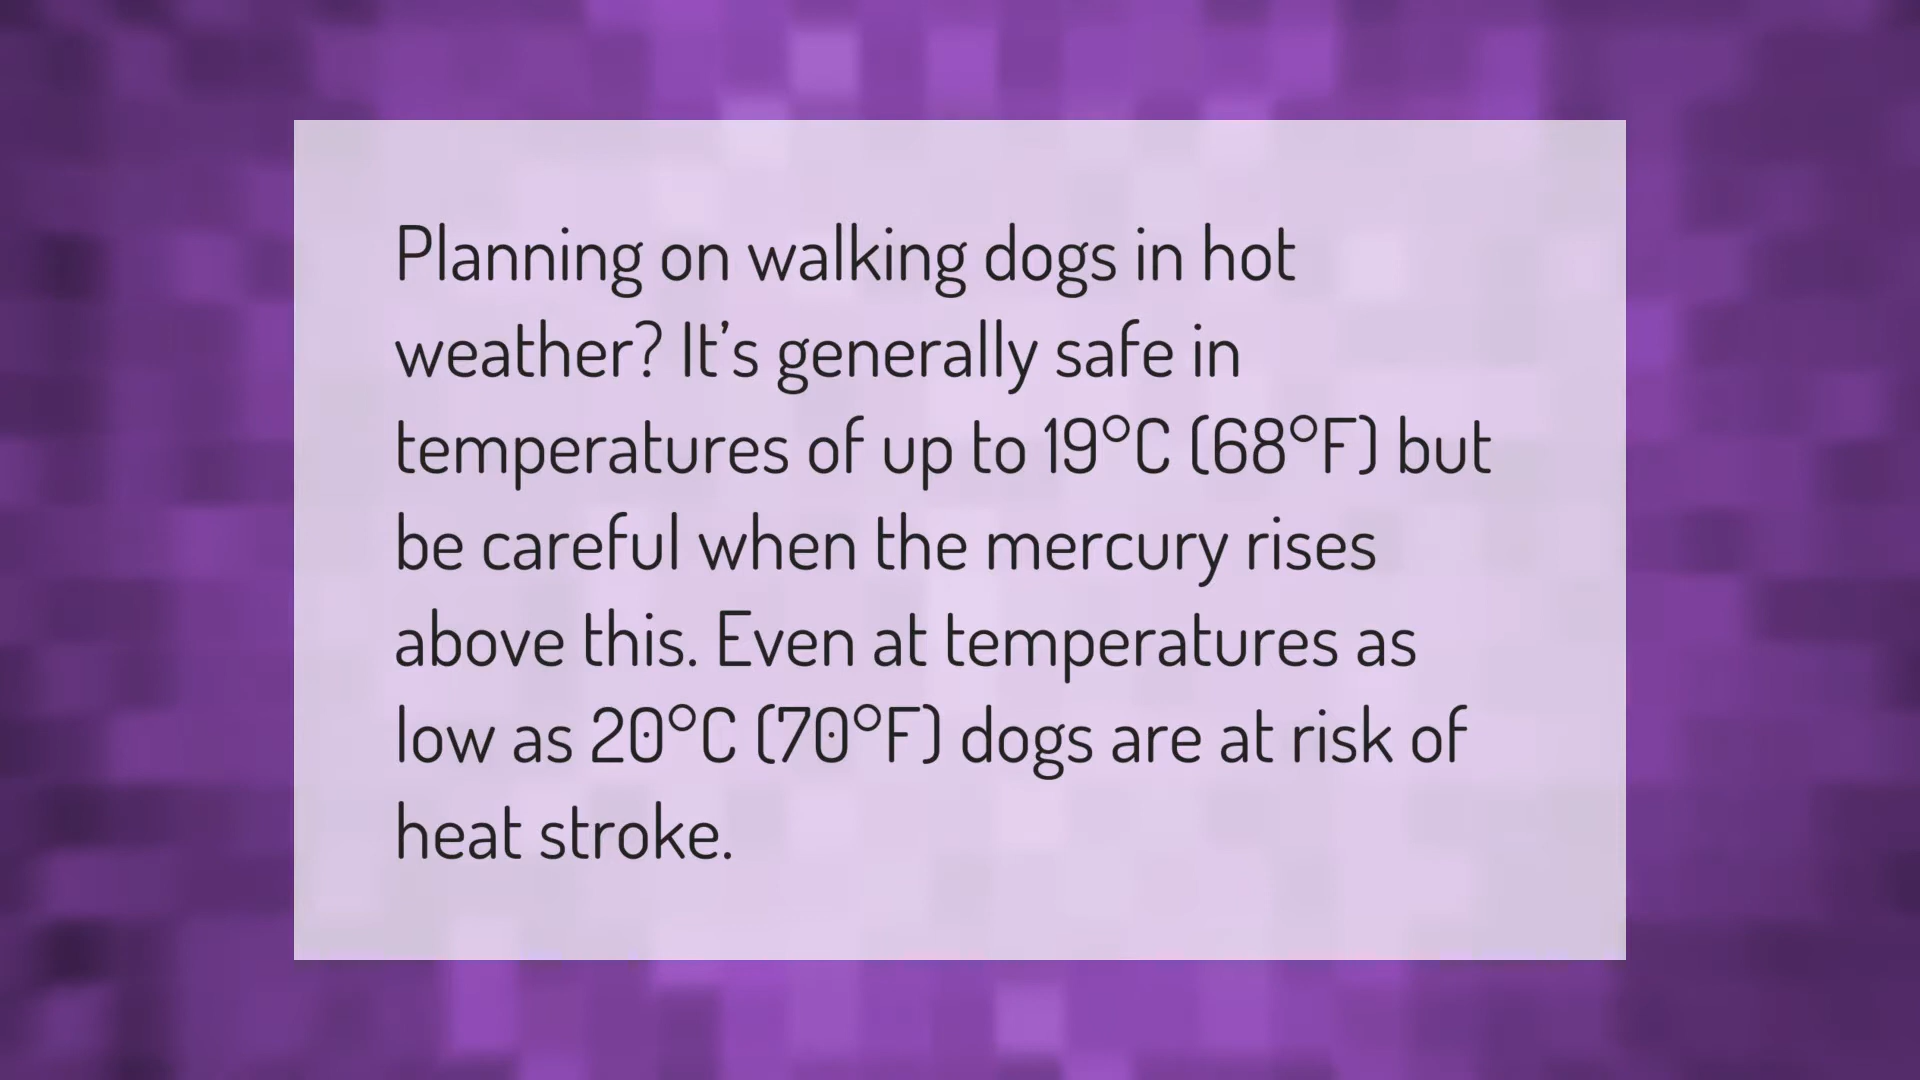 Planning on walking dogs in hot
weather? It’s generally safe in
temperatures of up to 19°C (68°F) but
be careful when the mercury rises
above this. Even at temperatures as
low as 20°C (70°F) dogs are at risk of
heat stroke.